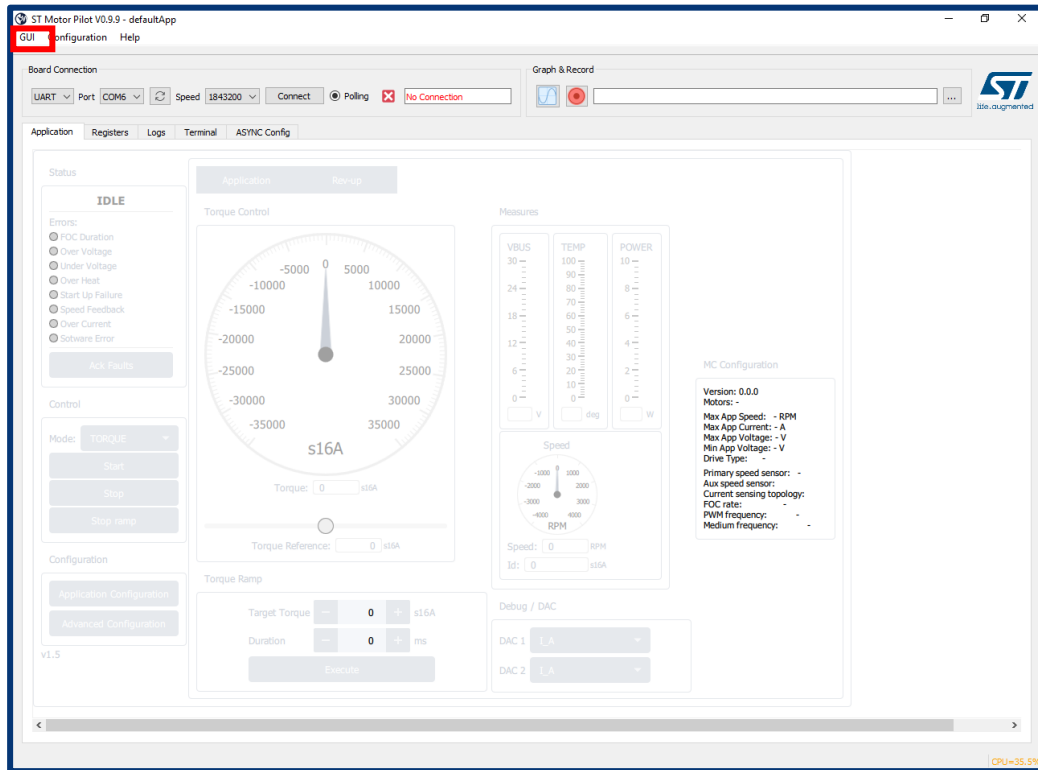 ST Motor Pilot V0.9.9 - defaultApp
GUI Configuration Help
Board Connection
UART Port COM6 Speed 1843200 Connect Polling No Connection
Graph & Record
...
ST
life.augmented
Application Registers Logs Terminal ASYNC Config
Status
IDLE
Errors:
FOC Duration
Over Voltage
Under Voltage
Over Heat
Start Up Failure
Speed Feedback
Over Current
Sotware Error
Ack Faults
Control
Mode: TORQUE
Start
Stop
Stop ramp
Configuration
Application Configuration
Advanced Configuration
v1.5
Application Rev-up
Torque Control
-5000 0 5000
-10000 10000
-15000 15000
-20000 20000
-25000 25000
-30000 30000
-35000 35000
s16A
Torque: 0 s16A
Torque Reference: 0 s16A
Torque Ramp
Target Torque − 0 + s16A
Duration − 0 + ms
Execute
Measures
VBUS
30
24
18
12
6
0
V
TEMP
100
90
80
70
60
50
40
30
20
10
0
deg
POWER
10
8
6
4
2
0
W
Speed
-1000 0 1000
-2000 2000
-3000 3000
-4000 4000
RPM
Speed: 0 RPM
Id: 0 s16A
Debug / DAC
DAC 1 I_A
DAC 2 I_A
MC Configuration
Version: 0.0.0
Motors: -
Max App Speed: - RPM
Max App Current: - A
Max App Voltage: - V
Min App Voltage: - V
Drive Type: -
Primary speed sensor: -
Aux speed sensor:
Current sensing topology:
FOC rate: -
PWM frequency: -
Medium frequency: -
CPU=35.5%